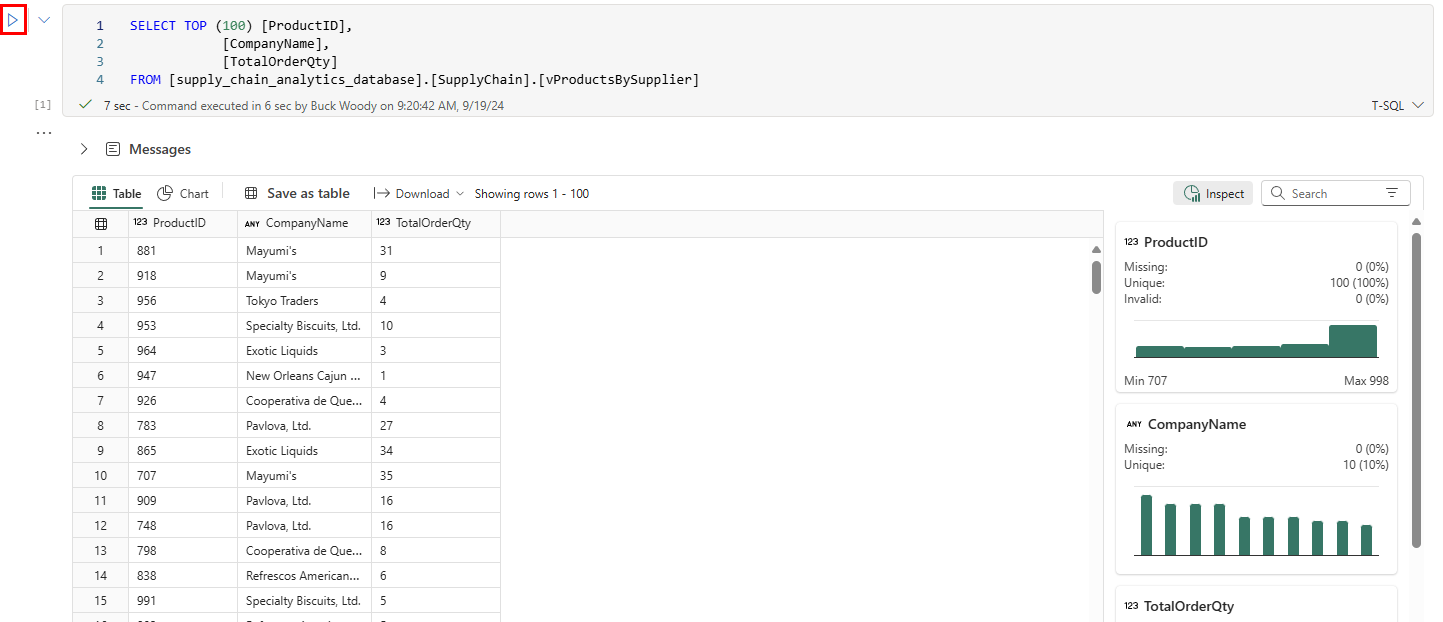 1 SELECT TOP (100) [ProductID],
2 [CompanyName],
3 [TotalOrderQty]
4 FROM [supply_chain_analytics_database].[SupplyChain].[vProductsBySupplier]
[1] 7 sec - Command executed in 6 sec by Buck Woody on 9:20:42 AM, 9/19/24 T-SQL
...
Messages
Table Chart Save as table Download Showing rows 1 - 100 Inspect Search
123 ProductID ANY CompanyName 123 TotalOrderQty
1 881 Mayumi's 31
2 918 Mayumi's 9
3 956 Tokyo Traders 4
4 953 Specialty Biscuits, Ltd. 10
5 964 Exotic Liquids 3
6 947 New Orleans Cajun ... 1
7 926 Cooperativa de Que... 4
8 783 Pavlova, Ltd. 27
9 865 Exotic Liquids 34
10 707 Mayumi's 35
11 909 Pavlova, Ltd. 16
12 748 Pavlova, Ltd. 16
13 798 Cooperativa de Que... 8
14 838 Refrescos American... 6
15 991 Specialty Biscuits, Ltd. 5
123 ProductID
Missing: 0 (0%)
Unique: 100 (100%)
Invalid: 0 (0%)
Min 707 Max 998
ANY CompanyName
Missing: 0 (0%)
Unique: 10 (10%)
123 TotalOrderQty